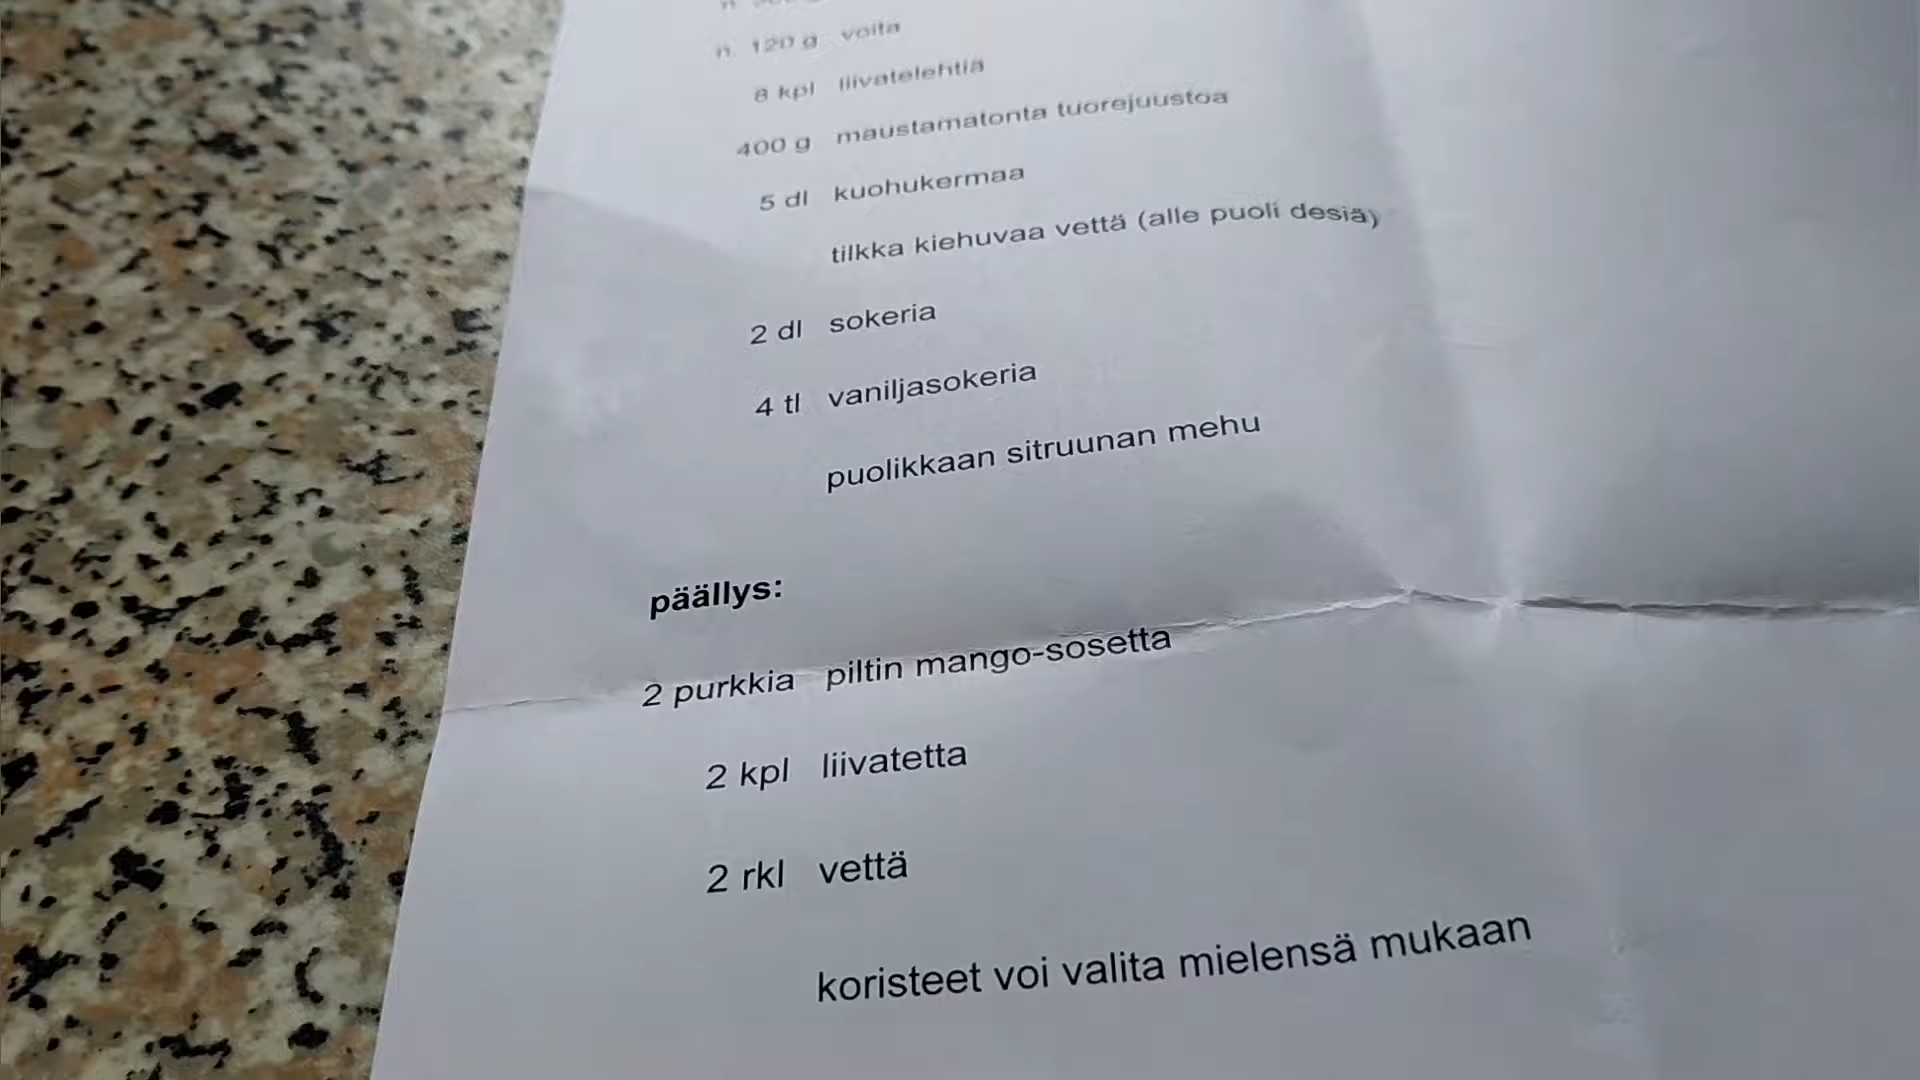 n. 120 g voita
8 kpl liivatelehtiä
400 g maustamatonta tuorejuustoa
5 dl kuohukermaa
tilkka kiehuvaa vettä (alle puoli desiä)
2 dl sokeria
4 tl vaniljasokeria
puolikkaan sitruunan mehu
päällys:
2 purkkia piltin mango-sosetta
2 kpl liivatetta
2 rkl vettä
koristeet voi valita mielensä mukaan